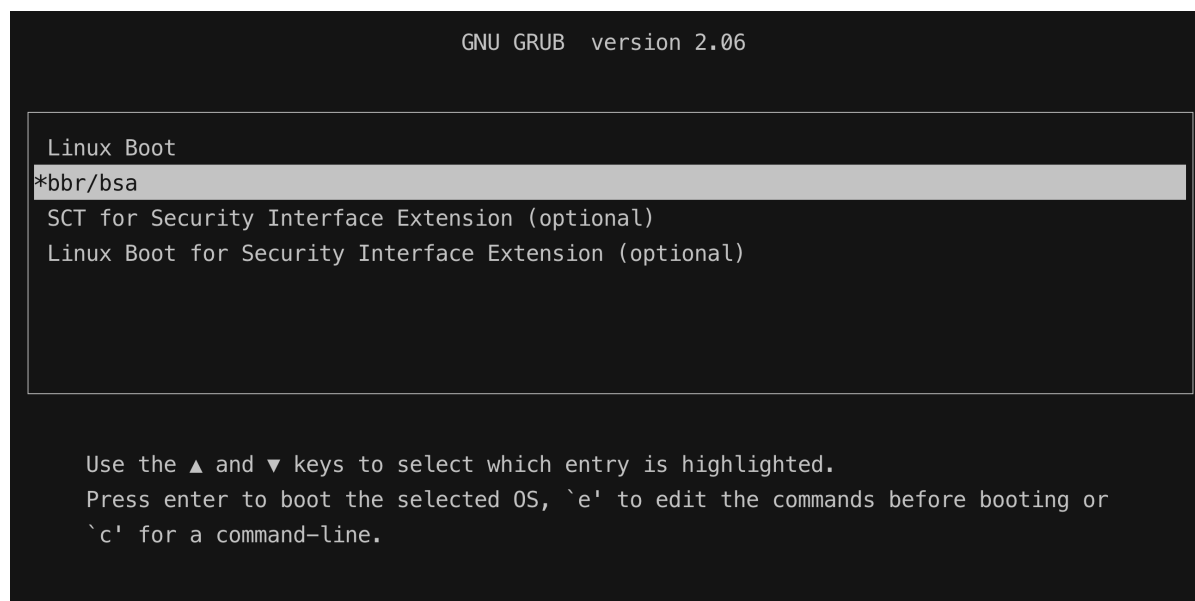 GNU GRUB  version 2.06
Linux Boot
*bbr/bsa
SCT for Security Interface Extension (optional)
Linux Boot for Security Interface Extension (optional)
Use the ▲ and ▼ keys to select which entry is highlighted.
Press enter to boot the selected OS, `e' to edit the commands before booting or
`c' for a command-line.